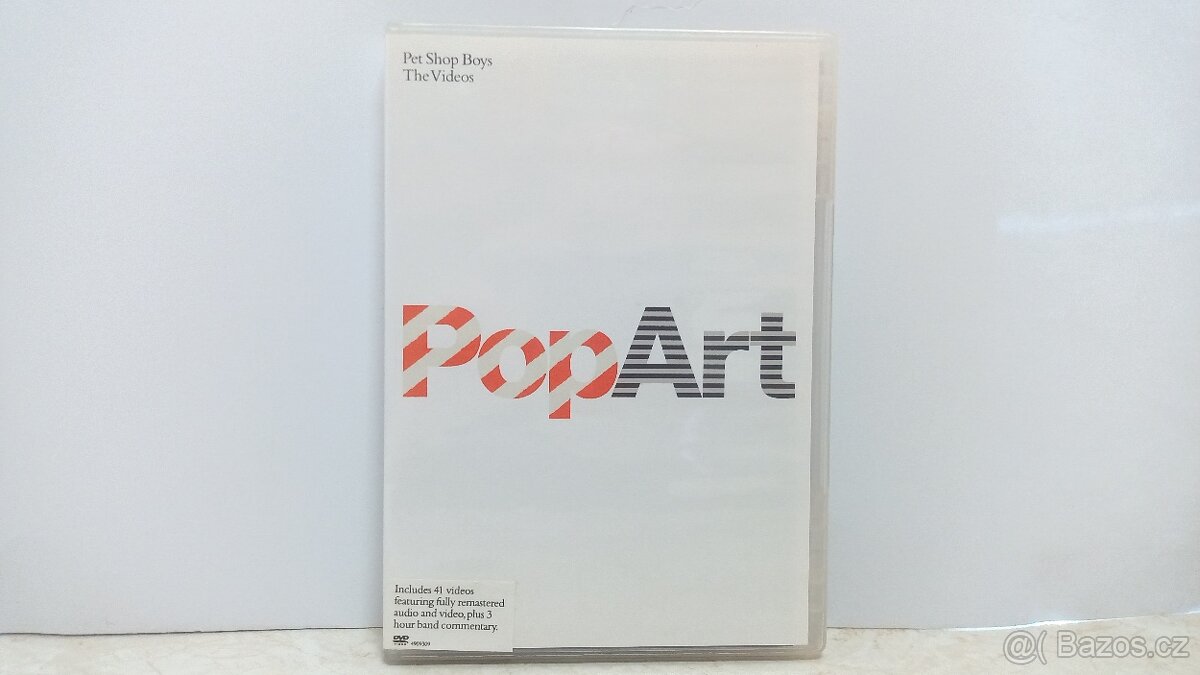 Pet Shop Boys
The Videos
PopArt
Includes 41 videos
featuring fully remastered
audio and video, plus 3
hour band commentary.
DVD
@( Bazos.cz